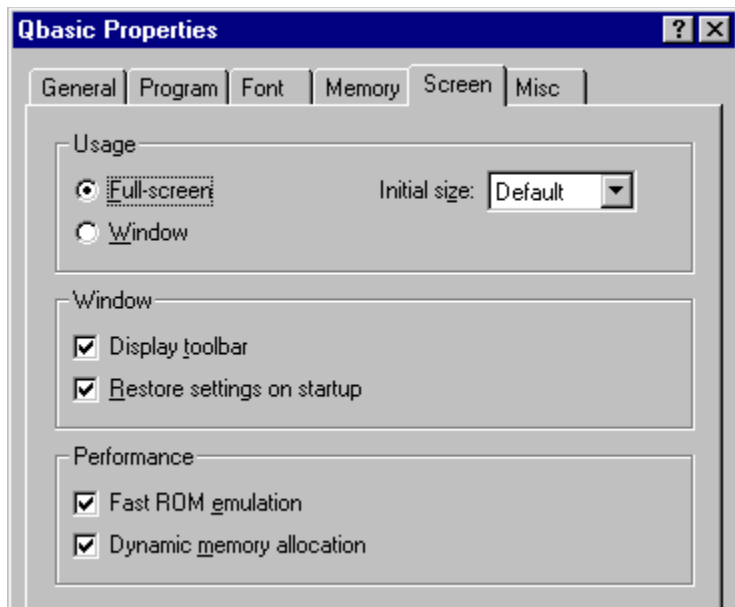 Qbasic Properties
General Program Font Memory Screen Misc
Usage
Full-screen Initial size: Default
Window
Window
Display toolbar
Restore settings on startup
Performance
Fast ROM emulation
Dynamic memory allocation